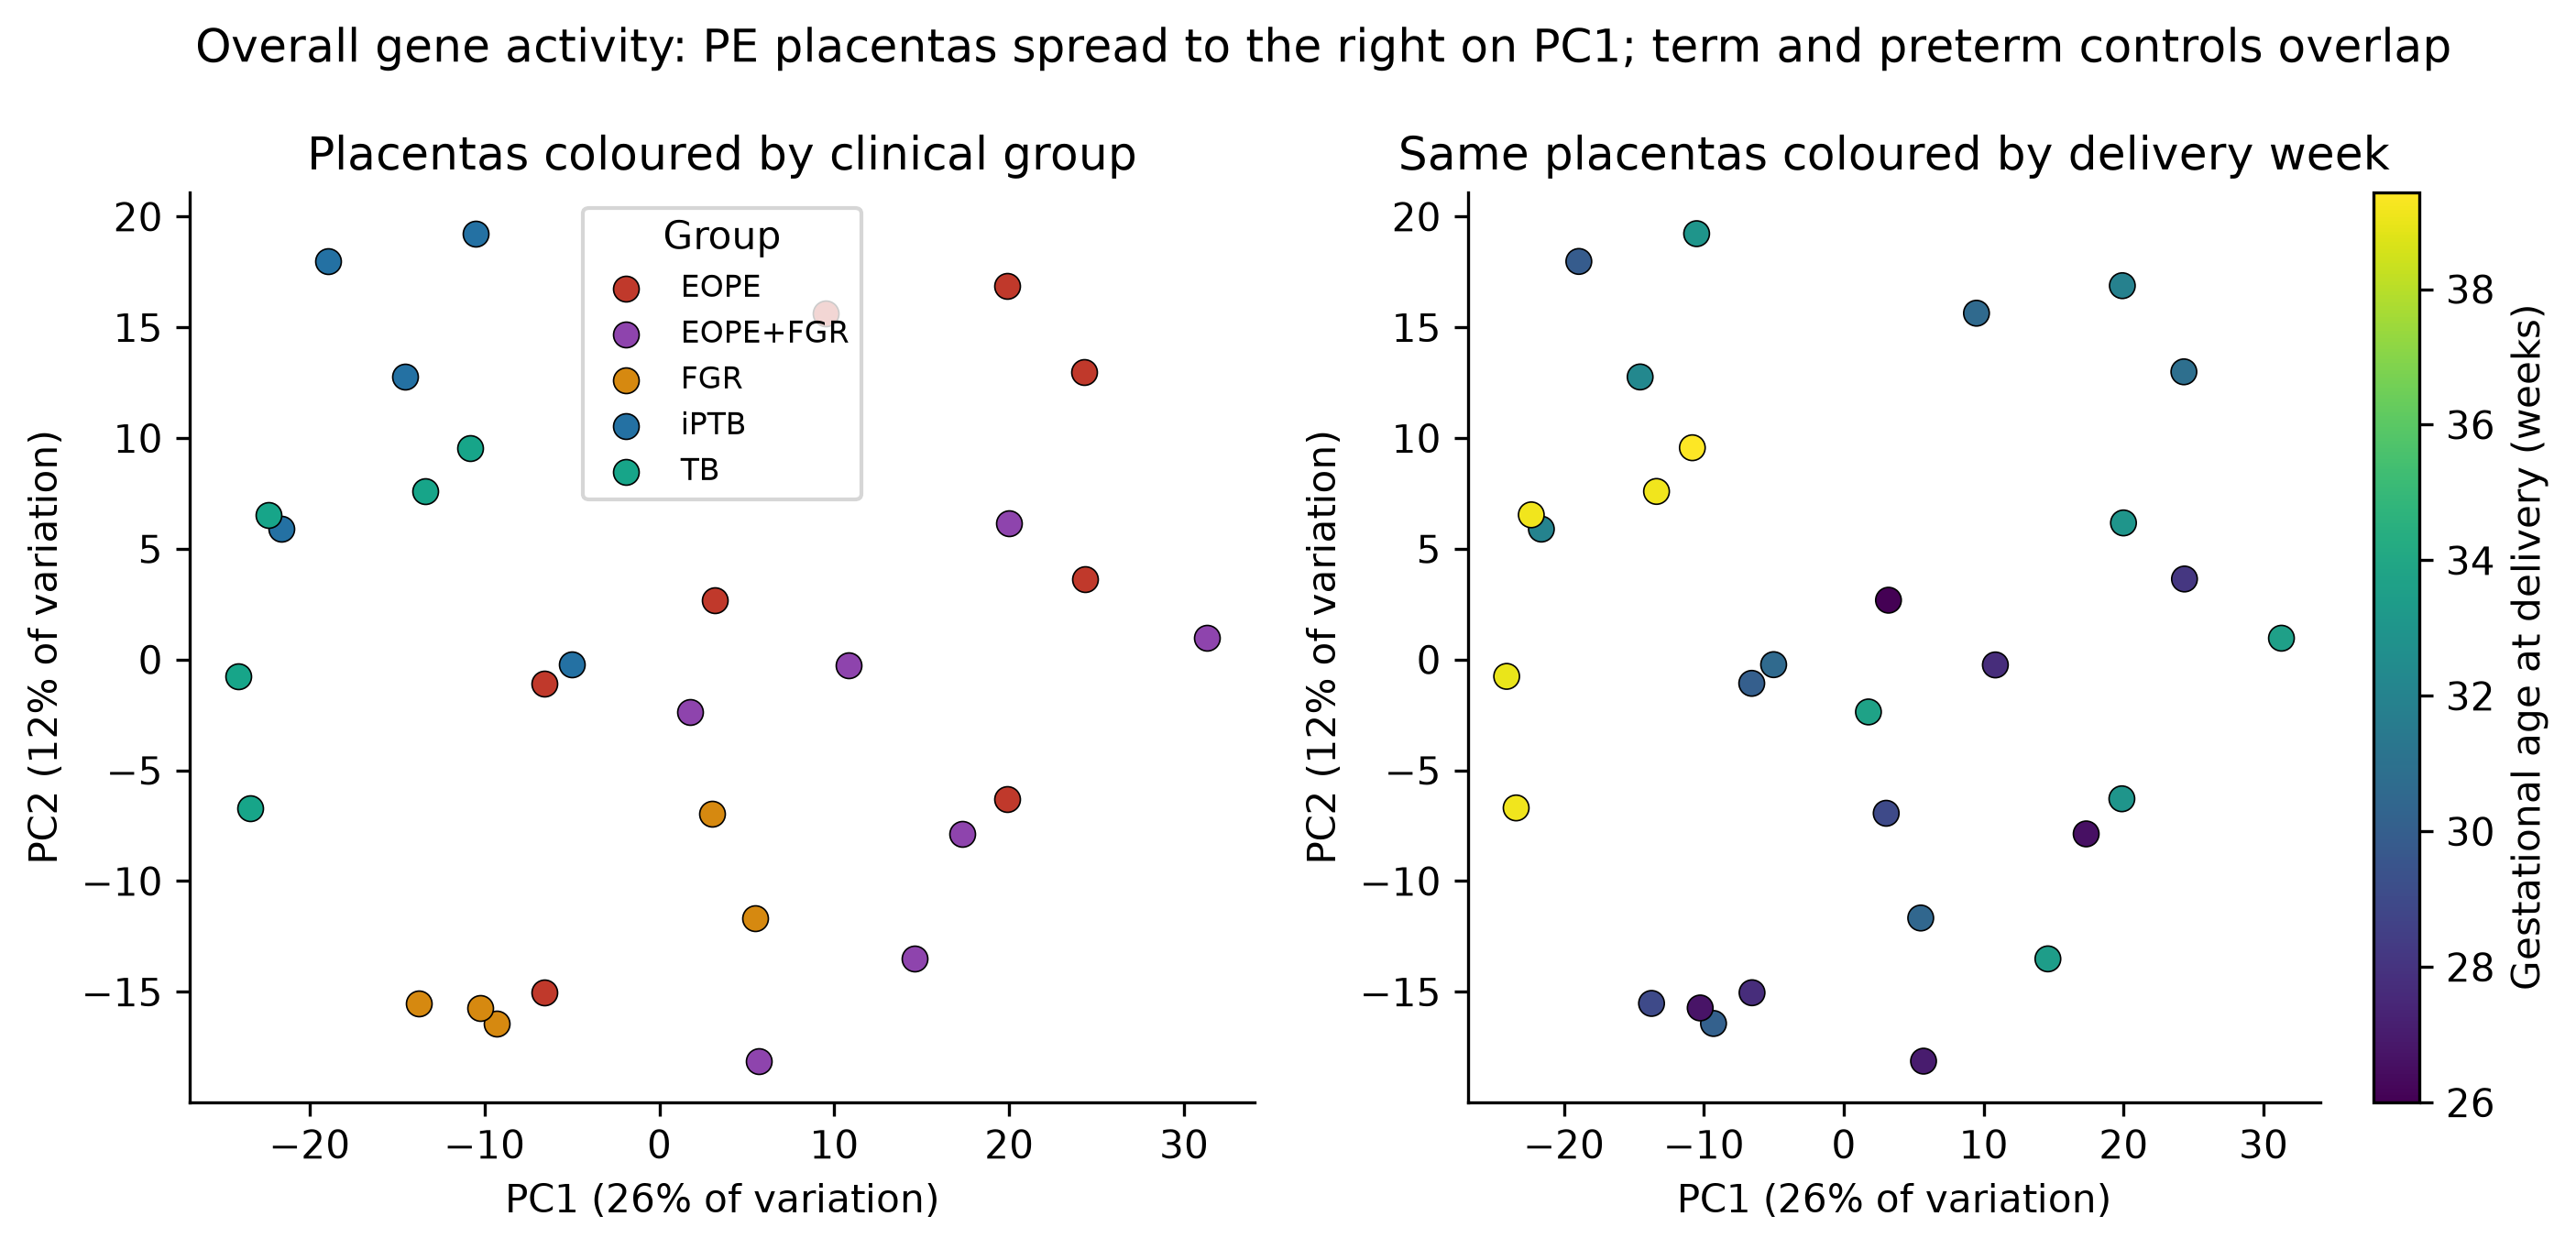 Overall gene activity: PE placentas spread to the right on PC1; term and preterm controls overlap
Placentas coloured by clinical group
PC2 (12% of variation)
20
15
10
5
0
−5
−10
−15
Group
EOPE
EOPE+FGR
FGR
iPTB
TB
−20
−10
0
10
20
30
PC1 (26% of variation)
Same placentas coloured by delivery week
PC2 (12% of variation)
20
15
10
5
0
−5
−10
−15
−20
−10
0
10
20
30
PC1 (26% of variation)
38
36
34
32
30
28
26
Gestational age at delivery (weeks)